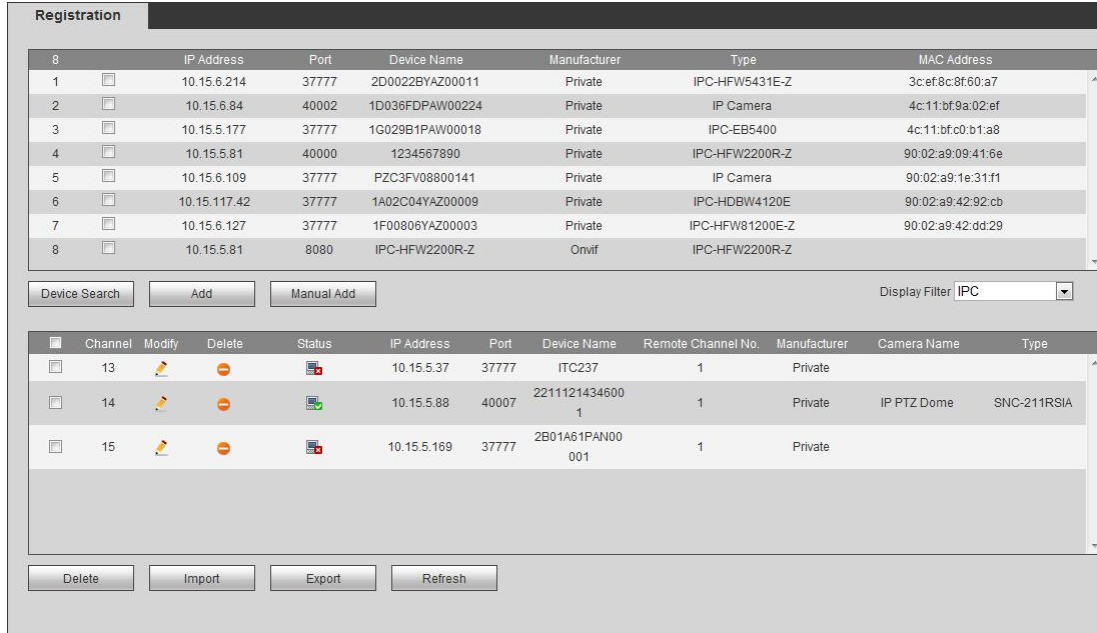 Registration
8 IP Address Port Device Name Manufacturer Type MAC Address
1 10.15.6.214 37777 2D0022BYAZ00011 Private IPC-HFW5431E-Z 3c:ef:8c:8f:60:a7
2 10.15.6.84 40002 1D036FDPAW00224 Private IP Camera 4c:11:bf:9a:02:ef
3 10.15.5.177 37777 1G029B1PAW00018 Private IPC-EB5400 4c:11:bf:c0:b1:a8
4 10.15.5.81 40000 1234567890 Private IPC-HFW2200R-Z 90:02:a9:09:41:6e
5 10.15.6.109 37777 PZC3FV08800141 Private IP Camera 90:02:a9:1e:31:f1
6 10.15.117.42 37777 1A02C04YAZ00009 Private IPC-HDBW4120E 90:02:a9:42:92:cb
7 10.15.6.127 37777 1F00806YAZ00003 Private IPC-HFW81200E-Z 90:02:a9:42:dd:29
8 10.15.5.81 8080 IPC-HFW2200R-Z Onvif IPC-HFW2200R-Z
Device Search Add Manual Add Display Filter IPC
Channel Modify Delete Status IP Address Port Device Name Remote Channel No. Manufacturer Camera Name Type
13 10.15.5.37 37777 ITC237 1 Private
14 10.15.5.88 40007 2211121434600 1 Private IP PTZ Dome SNC-211RSIA
1
15 10.15.5.169 37777 2B01A61PAN00 1 Private
001
Delete Import Export Refresh